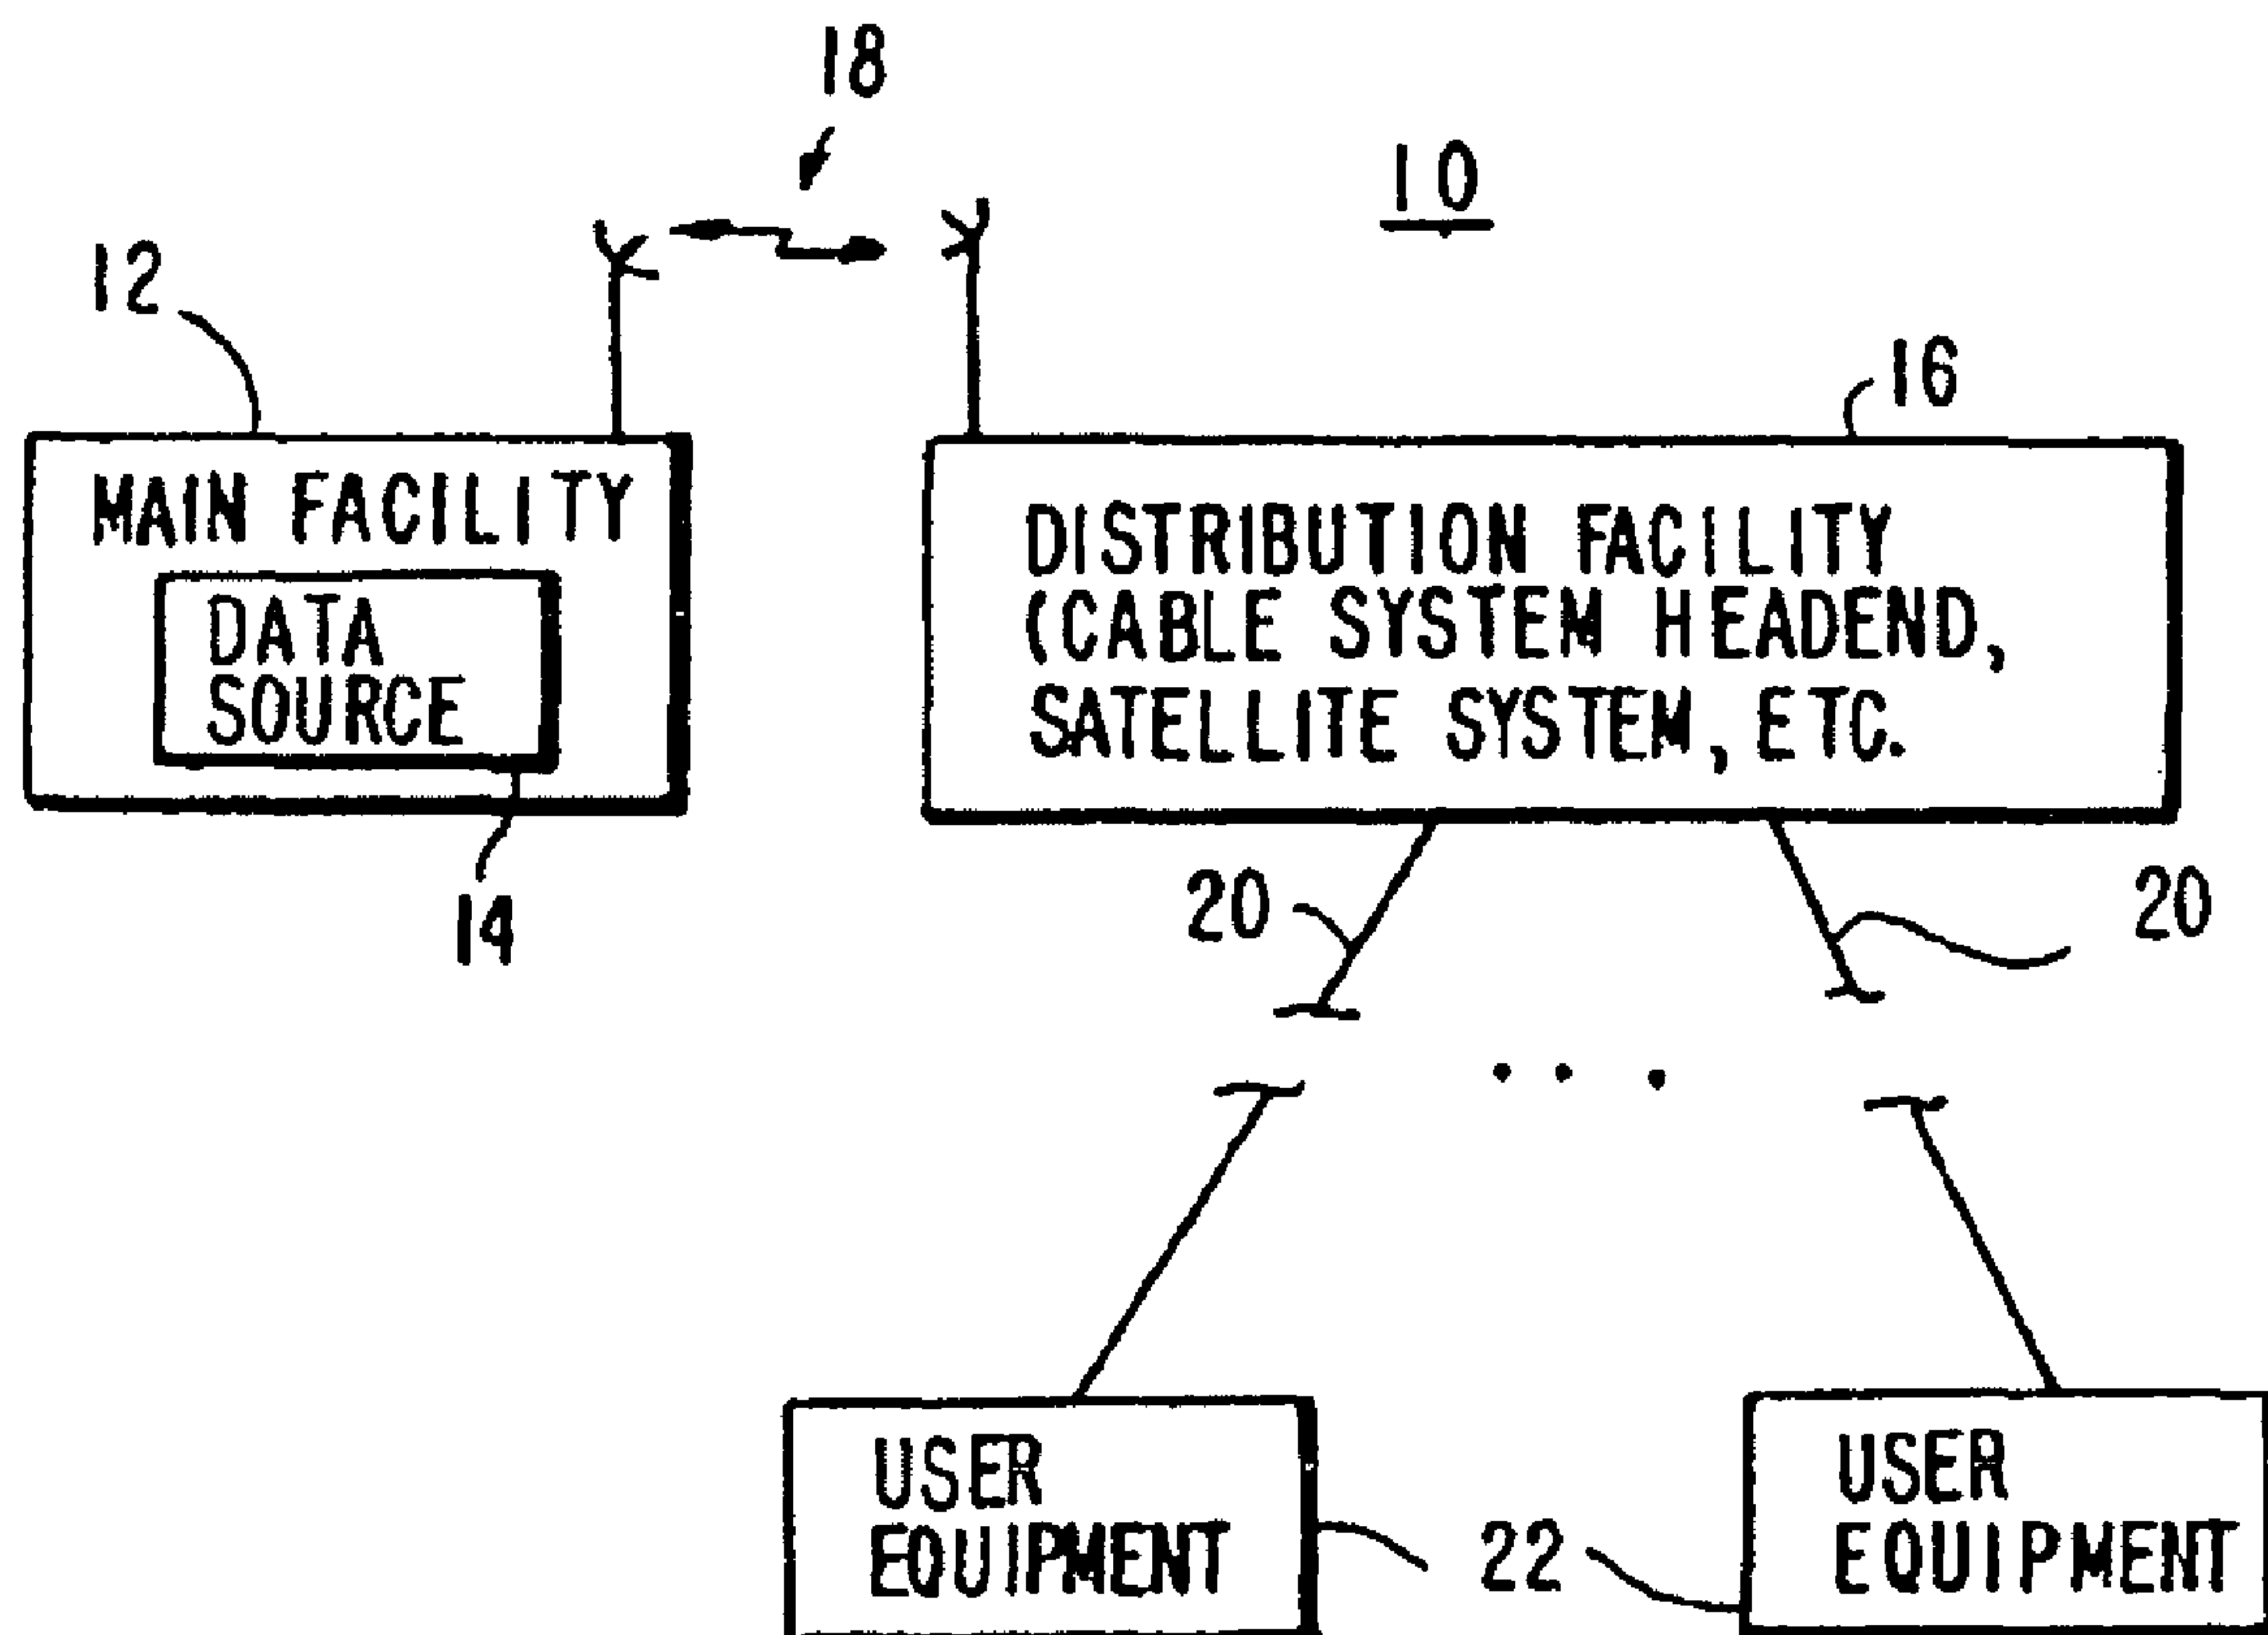 18
10
12
16
MAIN FACILITY
DATA
SOURCE
DISTRIBUTION FACILITY
(CABLE SYSTEM HEADEND,
SATELLITE SYSTEM, ETC.
14
20
20
USER
EQUIPMENT
22
USER
EQUIPMENT